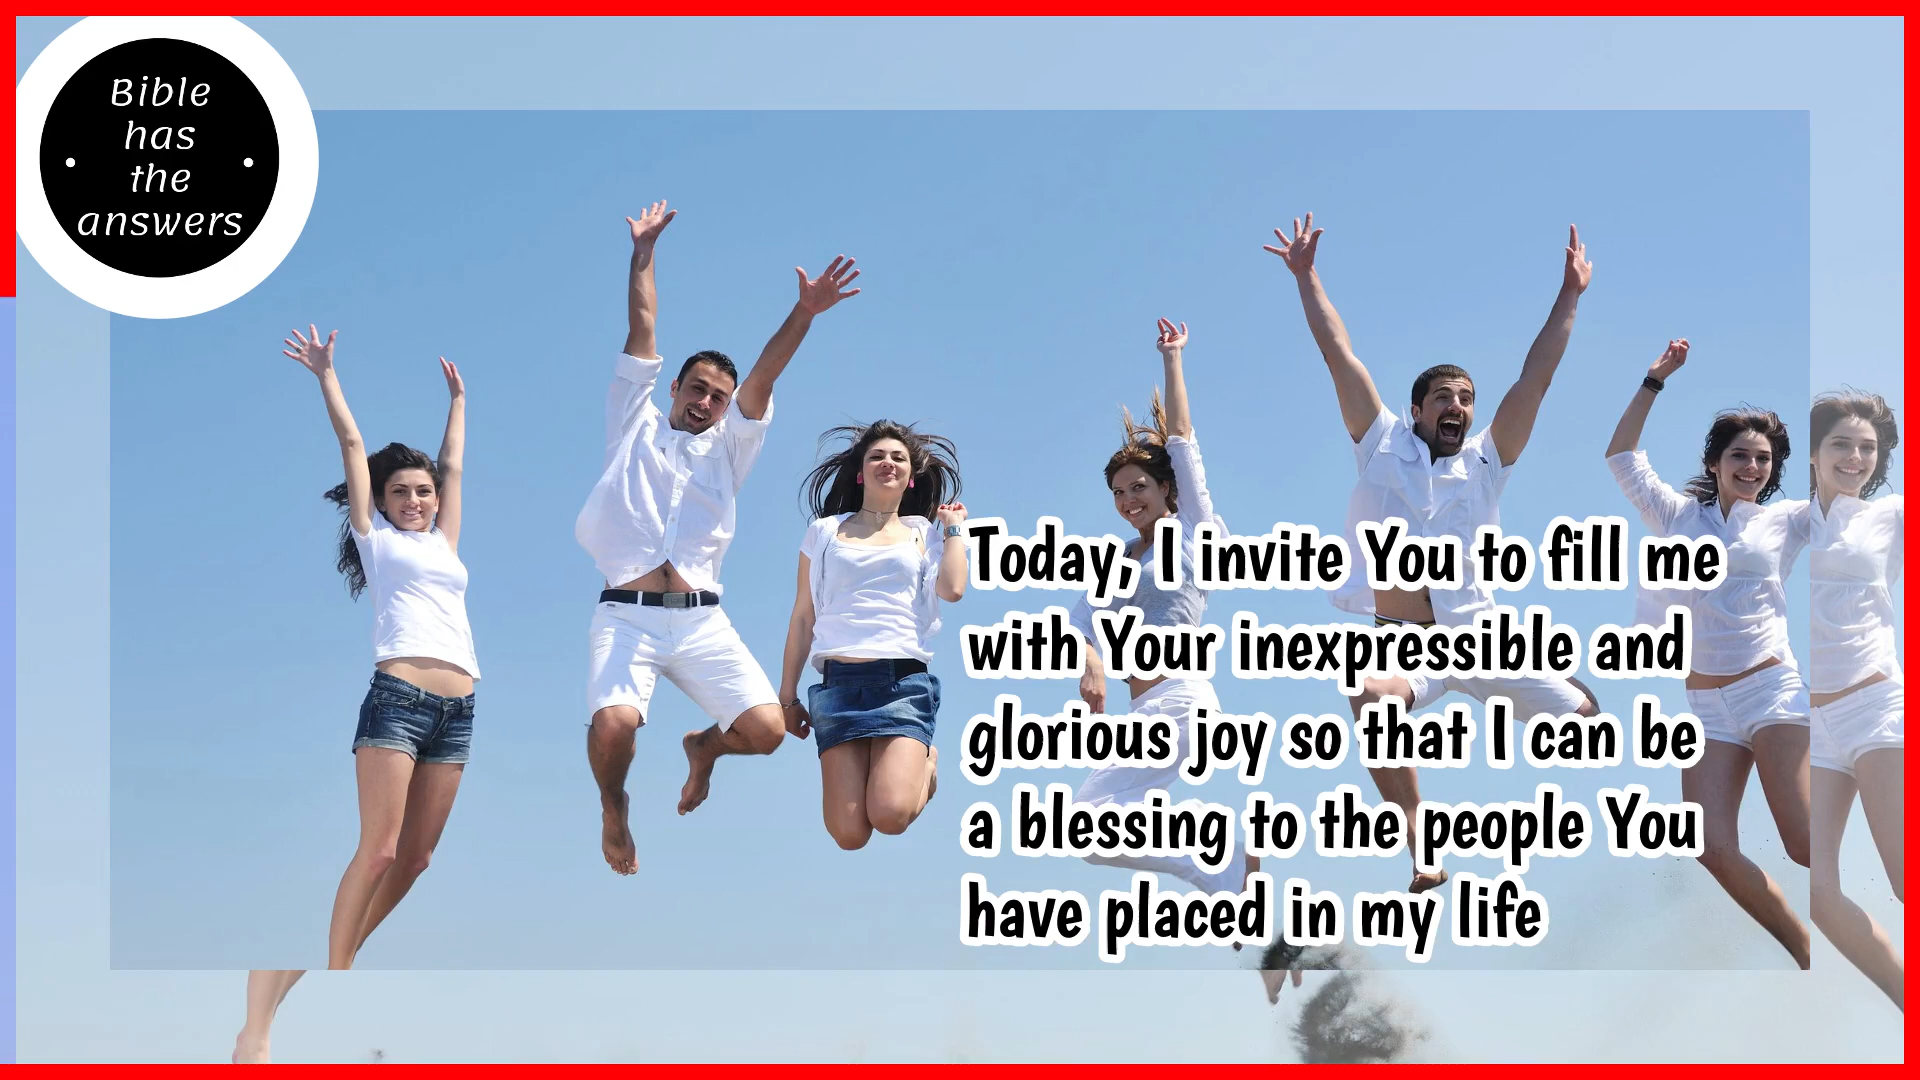 Bible
has
the
answers
Today, I invite You to fill me
with Your inexpressible and
glorious joy so that I can be
a blessing to the people You
have placed in my life